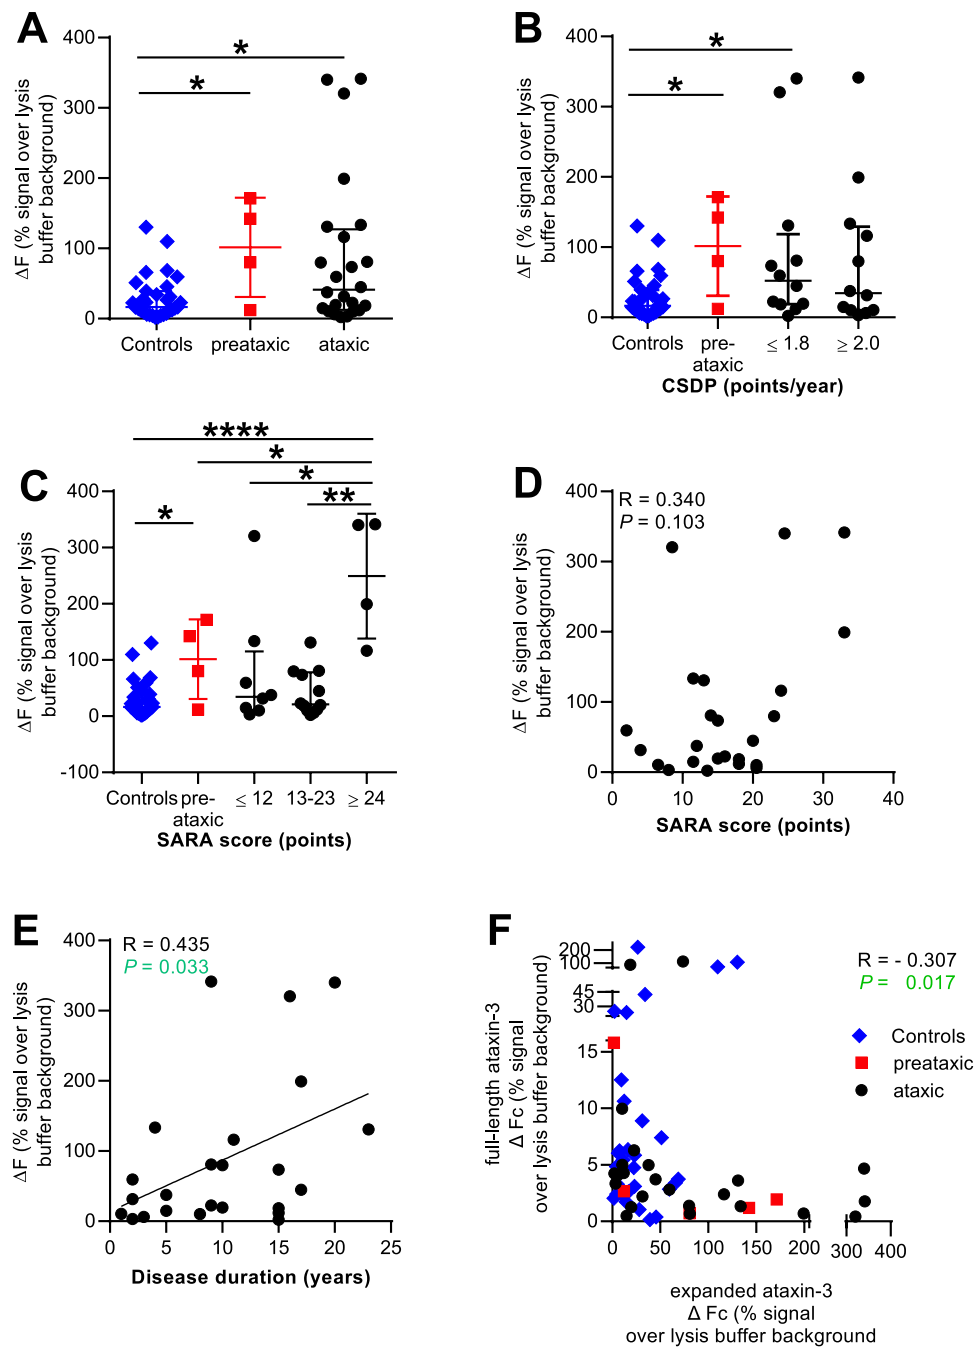 A
ΔF (% signal over lysis
buffer background)
400
300
200
100
0
*
*
Controls preataxic ataxic
B
ΔF (% signal over lysis
buffer background)
400
300
200
100
0
*
*
Controls pre- ≤ 1.8 ≥ 2.0
ataxic
CSDP (points/year)
C
ΔF (% signal over lysis
buffer background)
400
300
200
100
0
-100
****
*
*
**
*
Controls pre- ≤ 12 13-23 ≥ 24
ataxic
SARA score (points)
D
ΔF (% signal over lysis
buffer background)
400
300
200
100
0
R = 0.340
P = 0.103
0 10 20 30 40
SARA score (points)
E
ΔF (% signal over lysis
buffer background)
400
300
200
100
0
R = 0.435
P = 0.033
0 5 10 15 20 25
Disease duration (years)
F
full-length ataxin-3
Δ Fc (% signal
over lysis buffer background)
200
100
45
30
15
10
5
0
R = - 0.307
P = 0.017
Controls
preataxic
ataxic
0 50 100 150 200 300 400
expanded ataxin-3
Δ Fc (% signal
over lysis buffer background